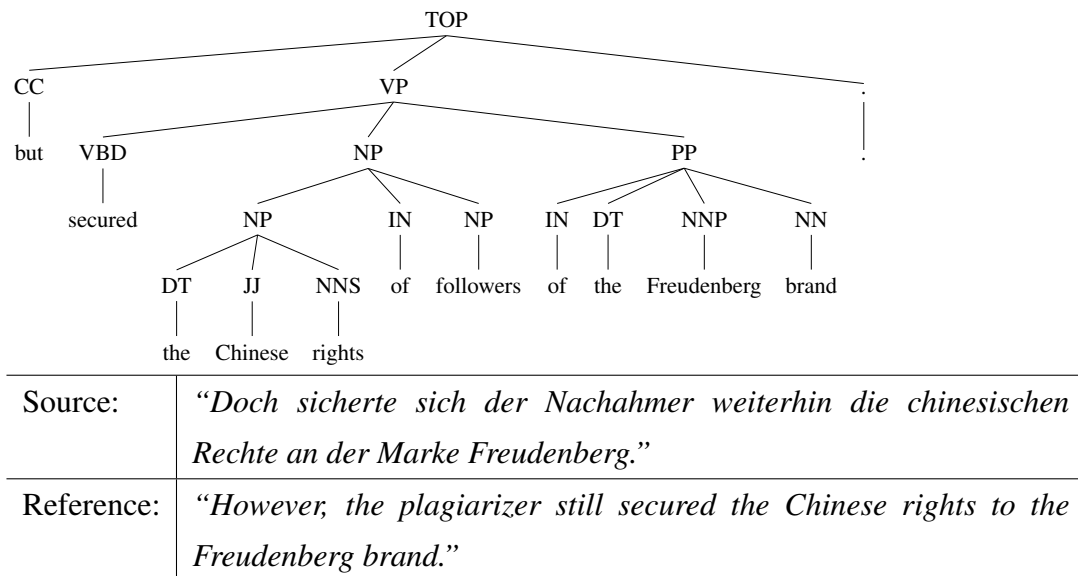 TOP
CC VP .
but VBD NP PP .
secured NP IN NP IN DT NNP NN
DT JJ NNS of followers of the Freudenberg brand
the Chinese rights
Source: “Doch sicherte sich der Nachahmer weiterhin die chinesischen
Rechte an der Marke Freudenberg.”
Reference: “However, the plagiarizer still secured the Chinese rights to the
Freudenberg brand.”